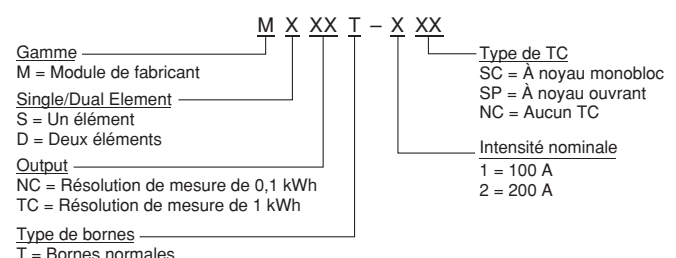 M X XX T – X XX
Gamme
M = Module de fabricant
Single/Dual Element
S = Un élément
D = Deux éléments
Output
NC = Résolution de mesure de 0,1 kWh
TC = Résolution de mesure de 1 kWh
Type de bornes
T = Bornes normales
Type de TC
SC = À noyau monobloc
SP = À noyau ouvrant
NC = Aucun TC
Intensité nominale
1 = 100 A
2 = 200 A